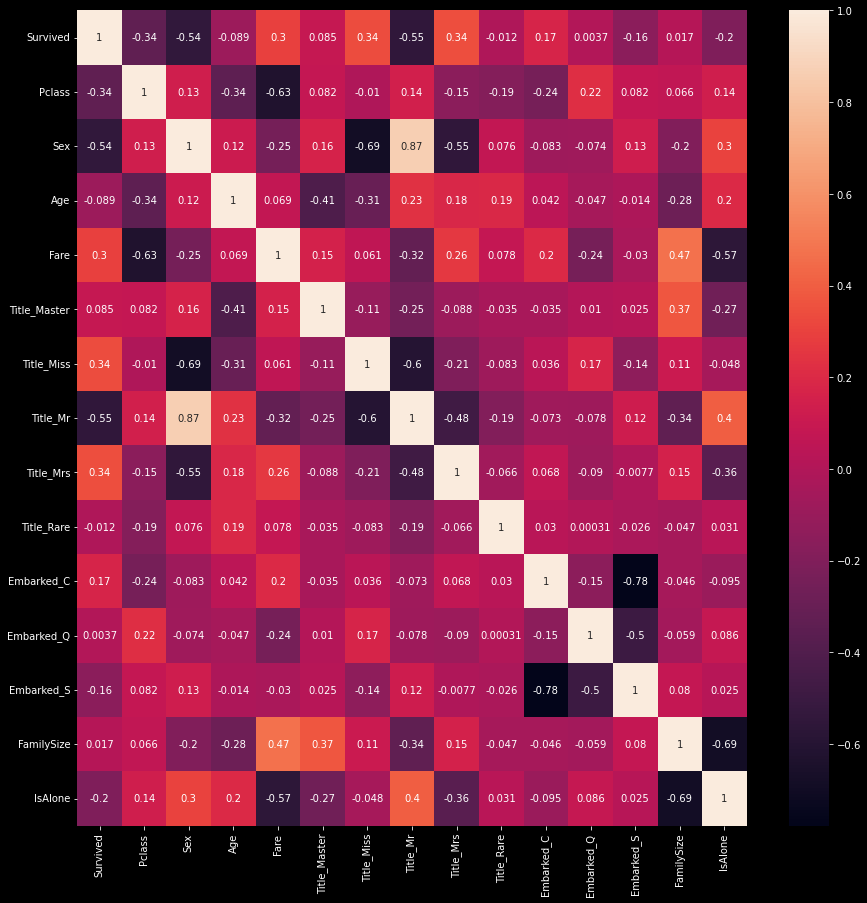 Survived 1 -0.34 -0.54 -0.089 0.3 0.085 0.34 -0.55 0.34 -0.012 0.17 0.0037 -0.16 0.017 -0.2
Pclass -0.34 1 0.13 -0.34 -0.63 0.082 -0.01 0.14 -0.15 -0.19 -0.24 0.22 0.082 0.066 0.14
Sex -0.54 0.13 1 0.12 -0.25 0.16 -0.69 0.87 -0.55 0.076 -0.083 -0.074 0.13 -0.2 0.3
Age -0.089 -0.34 0.12 1 0.069 -0.41 -0.31 0.23 0.18 0.19 0.042 -0.047 -0.014 -0.28 0.2
Fare 0.3 -0.63 -0.25 0.069 1 0.15 0.061 -0.32 0.26 0.078 0.2 -0.24 -0.03 0.47 -0.57
Title_Master 0.085 0.082 0.16 -0.41 0.15 1 -0.11 -0.25 -0.088 -0.035 -0.035 0.01 0.025 0.37 -0.27
Title_Miss 0.34 -0.01 -0.69 -0.31 0.061 -0.11 1 -0.6 -0.21 -0.083 0.036 0.17 -0.14 0.11 -0.048
Title_Mr -0.55 0.14 0.87 0.23 -0.32 -0.25 -0.6 1 -0.48 -0.19 -0.073 -0.078 0.12 -0.34 0.4
Title_Mrs 0.34 -0.15 -0.55 0.18 0.26 -0.088 -0.21 -0.48 1 -0.066 0.068 -0.09 -0.0077 0.15 -0.36
Title_Rare -0.012 -0.19 0.076 0.19 0.078 -0.035 -0.083 -0.19 -0.066 1 0.03 0.00031 -0.026 -0.047 0.031
Embarked_C 0.17 -0.24 -0.083 0.042 0.2 -0.035 0.036 -0.073 0.068 0.03 1 -0.15 -0.78 -0.046 -0.095
Embarked_Q 0.0037 0.22 -0.074 -0.047 -0.24 0.01 0.17 -0.078 -0.09 0.00031 -0.15 1 -0.5 -0.059 0.086
Embarked_S -0.16 0.082 0.13 -0.014 -0.03 0.025 -0.14 0.12 -0.0077 -0.026 -0.78 -0.5 1 0.08 0.025
FamilySize 0.017 0.066 -0.2 -0.28 0.47 0.37 0.11 -0.34 0.15 -0.047 -0.046 -0.059 0.08 1 -0.69
IsAlone -0.2 0.14 0.3 0.2 -0.57 -0.27 -0.048 0.4 -0.36 0.031 -0.095 0.086 0.025 -0.69 1
Survived Pclass Sex Age Fare Title_Master Title_Miss Title_Mr Title_Mrs Title_Rare Embarked_C Embarked_Q Embarked_S FamilySize IsAlone
1.0
0.8
0.6
0.4
0.2
0.0
−0.2
−0.4
−0.6